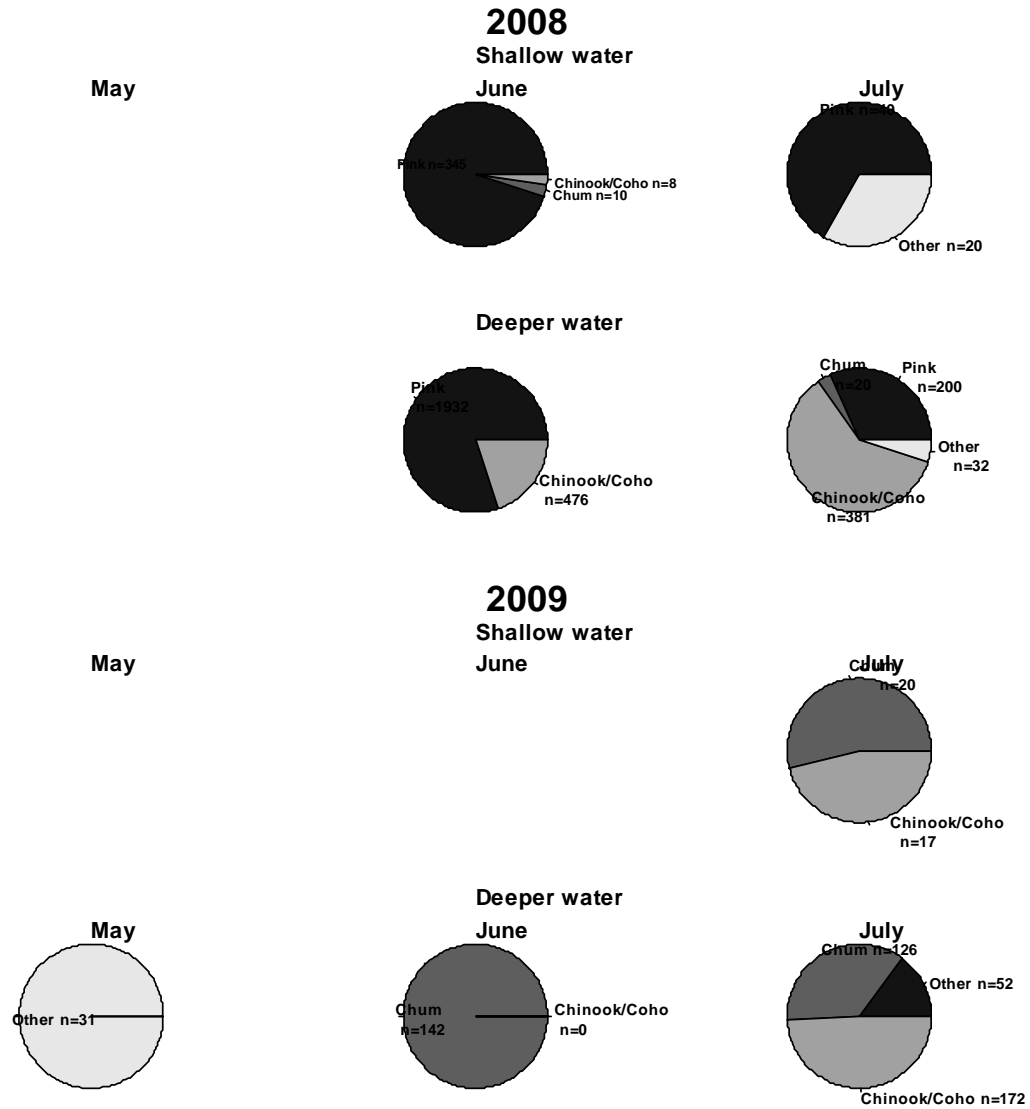 2008
Shallow water
May
June
July
Pink n=345
Chinook/Coho n=8
Chum n=10
Pink n=40
Other n=20
Deeper water
Pink
n=1932
Chinook/Coho
n=476
Chum
n=20
Pink
n=200
Other
n=32
Chinook/Coho
n=381
2009
Shallow water
May
June
July
Chum
n=20
Chinook/Coho
n=17
Deeper water
May
June
July
Other n=31
Chum
n=142
Chinook/Coho
n=0
Chum n=126
Other n=52
Chinook/Coho n=172